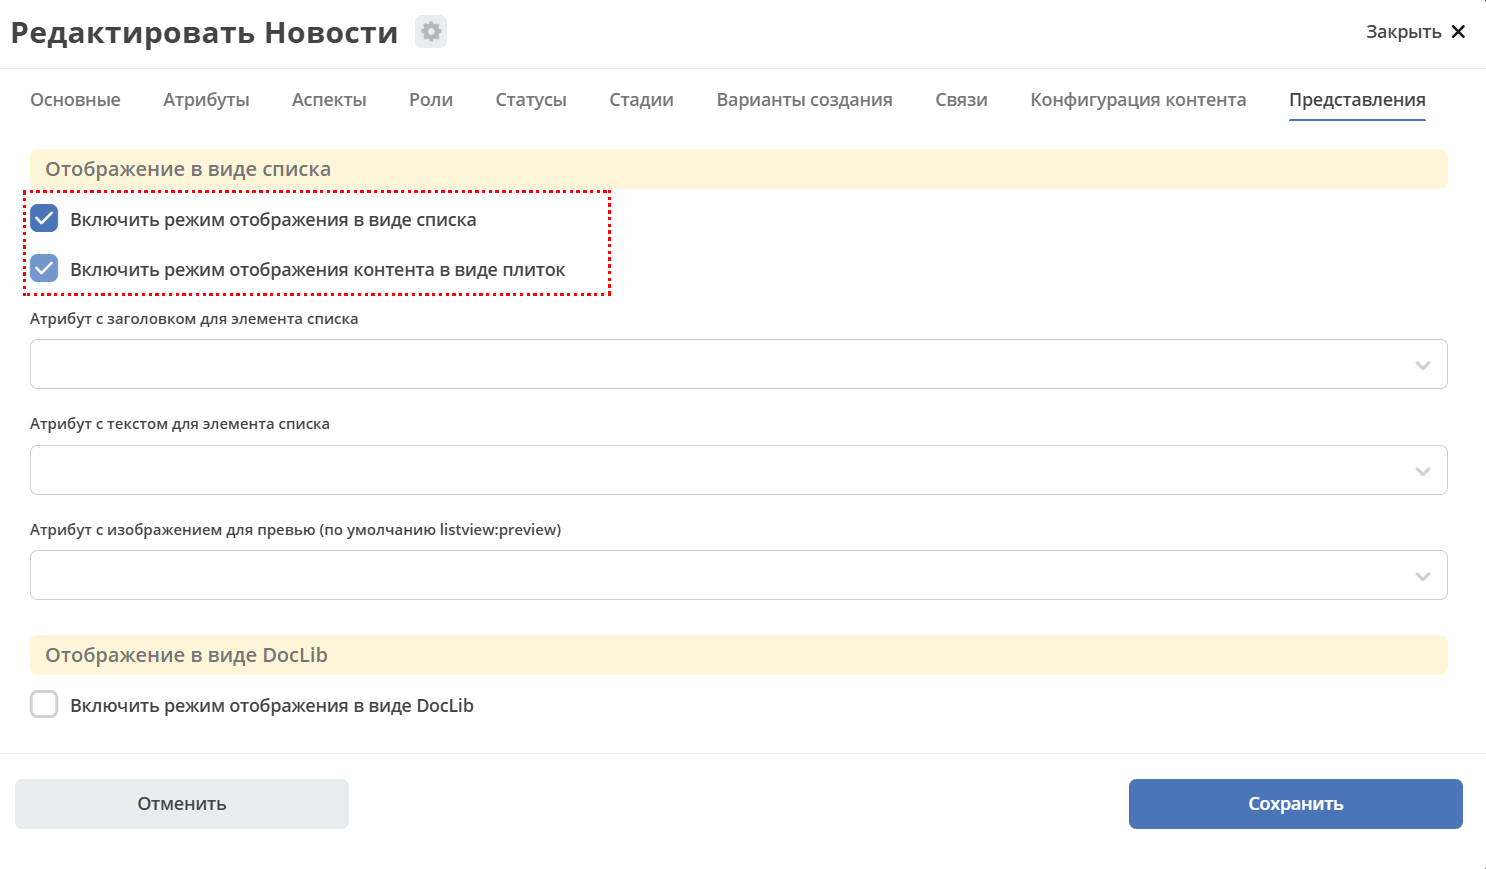 Редактировать Новости
Закрыть
Основные Атрибуты Аспекты Роли Статусы Стадии Варианты создания Связи Конфигурация контента Представления
Отображение в виде списка
Включить режим отображения в виде списка
Включить режим отображения контента в виде плиток
Атрибут с заголовком для элемента списка
Атрибут с текстом для элемента списка
Атрибут с изображением для превью (по умолчанию listview:preview)
Отображение в виде DocLib
Включить режим отображения в виде DocLib
Отменить
Сохранить